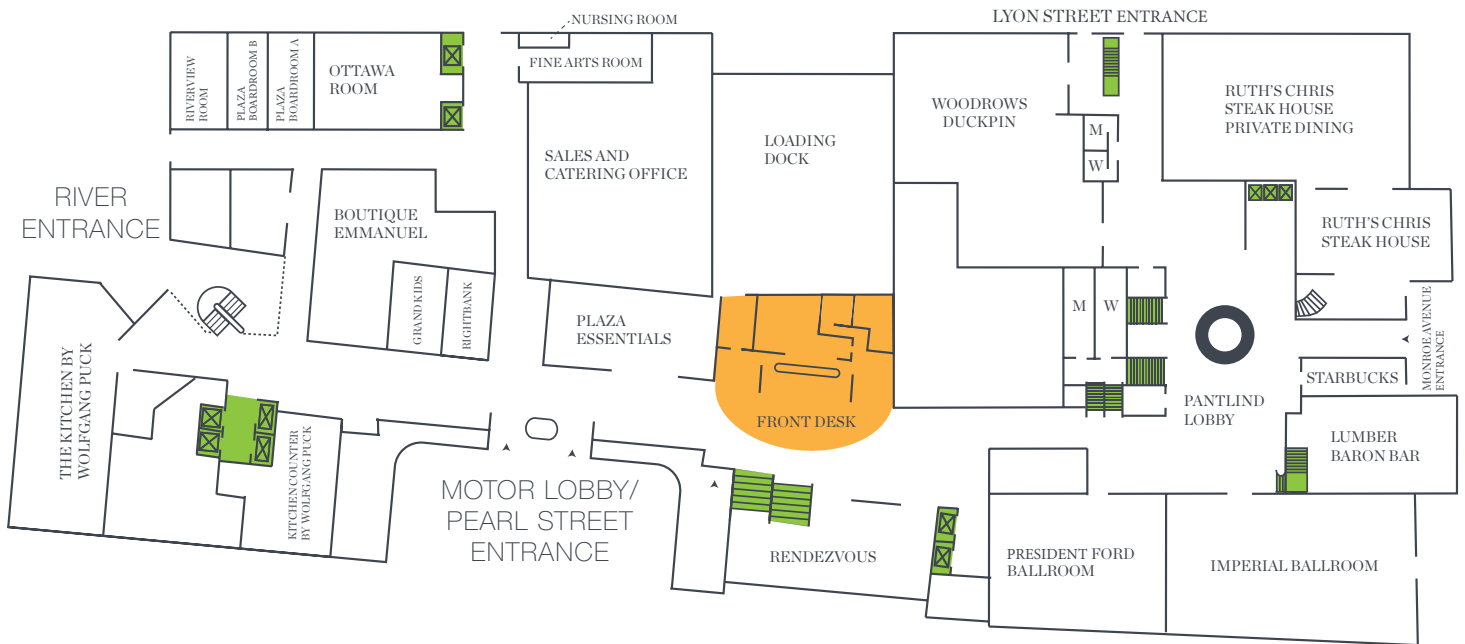 NURSING ROOM
LYON STREET ENTRANCE
RIVERVIEW
ROOM
PLAZA
BOARDROOM B
PLAZA
BOARDROOM A
OTTAWA
ROOM
FINE ARTS ROOM
SALES AND
CATERING OFFICE
LOADING
DOCK
WOODROWS
DUCKPIN
M
W
RUTH'S CHRIS
STEAK HOUSE
PRIVATE DINING
RIVER
ENTRANCE
BOUTIQUE
EMMANUEL
GRAND KIDS
RIGHTBANK
PLAZA
ESSENTIALS
M
W
RUTH'S CHRIS
STEAK HOUSE
MONROE AVENUE
ENTRANCE
THE KITCHEN BY
WOLFGANG PUCK
KITCHEN COUNTER
BY WOLFGANG PUCK
MOTOR LOBBY/
PEARL STREET
ENTRANCE
FRONT DESK
RENDEZVOUS
PANTLIND
LOBBY
STARBUCKS
LUMBER
BARON BAR
PRESIDENT FORD
BALLROOM
IMPERIAL BALLROOM